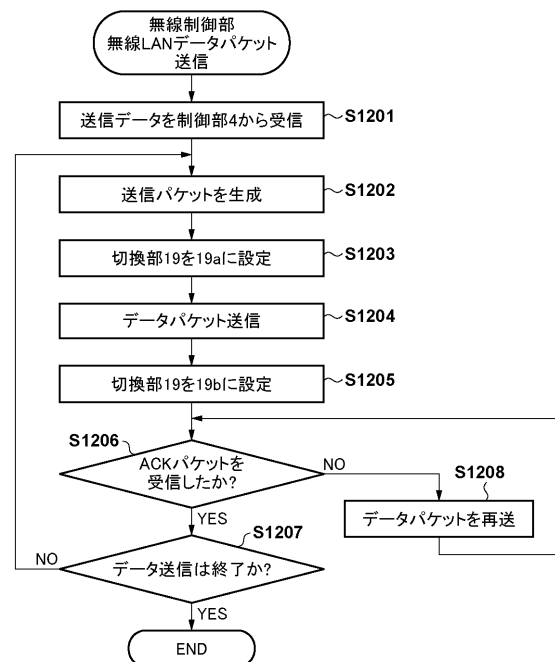 無線制御部
無線LANデータパケット
送信
送信データを制御部4から受信
S1201
送信パケットを生成
S1202
切換部19を19aに設定
S1203
データパケット送信
S1204
切換部19を19bに設定
S1205
S1206
ACKパケットを
受信したか?
NO
S1208
データパケットを再送
YES
S1207
NO
データ送信は終了か?
YES
END